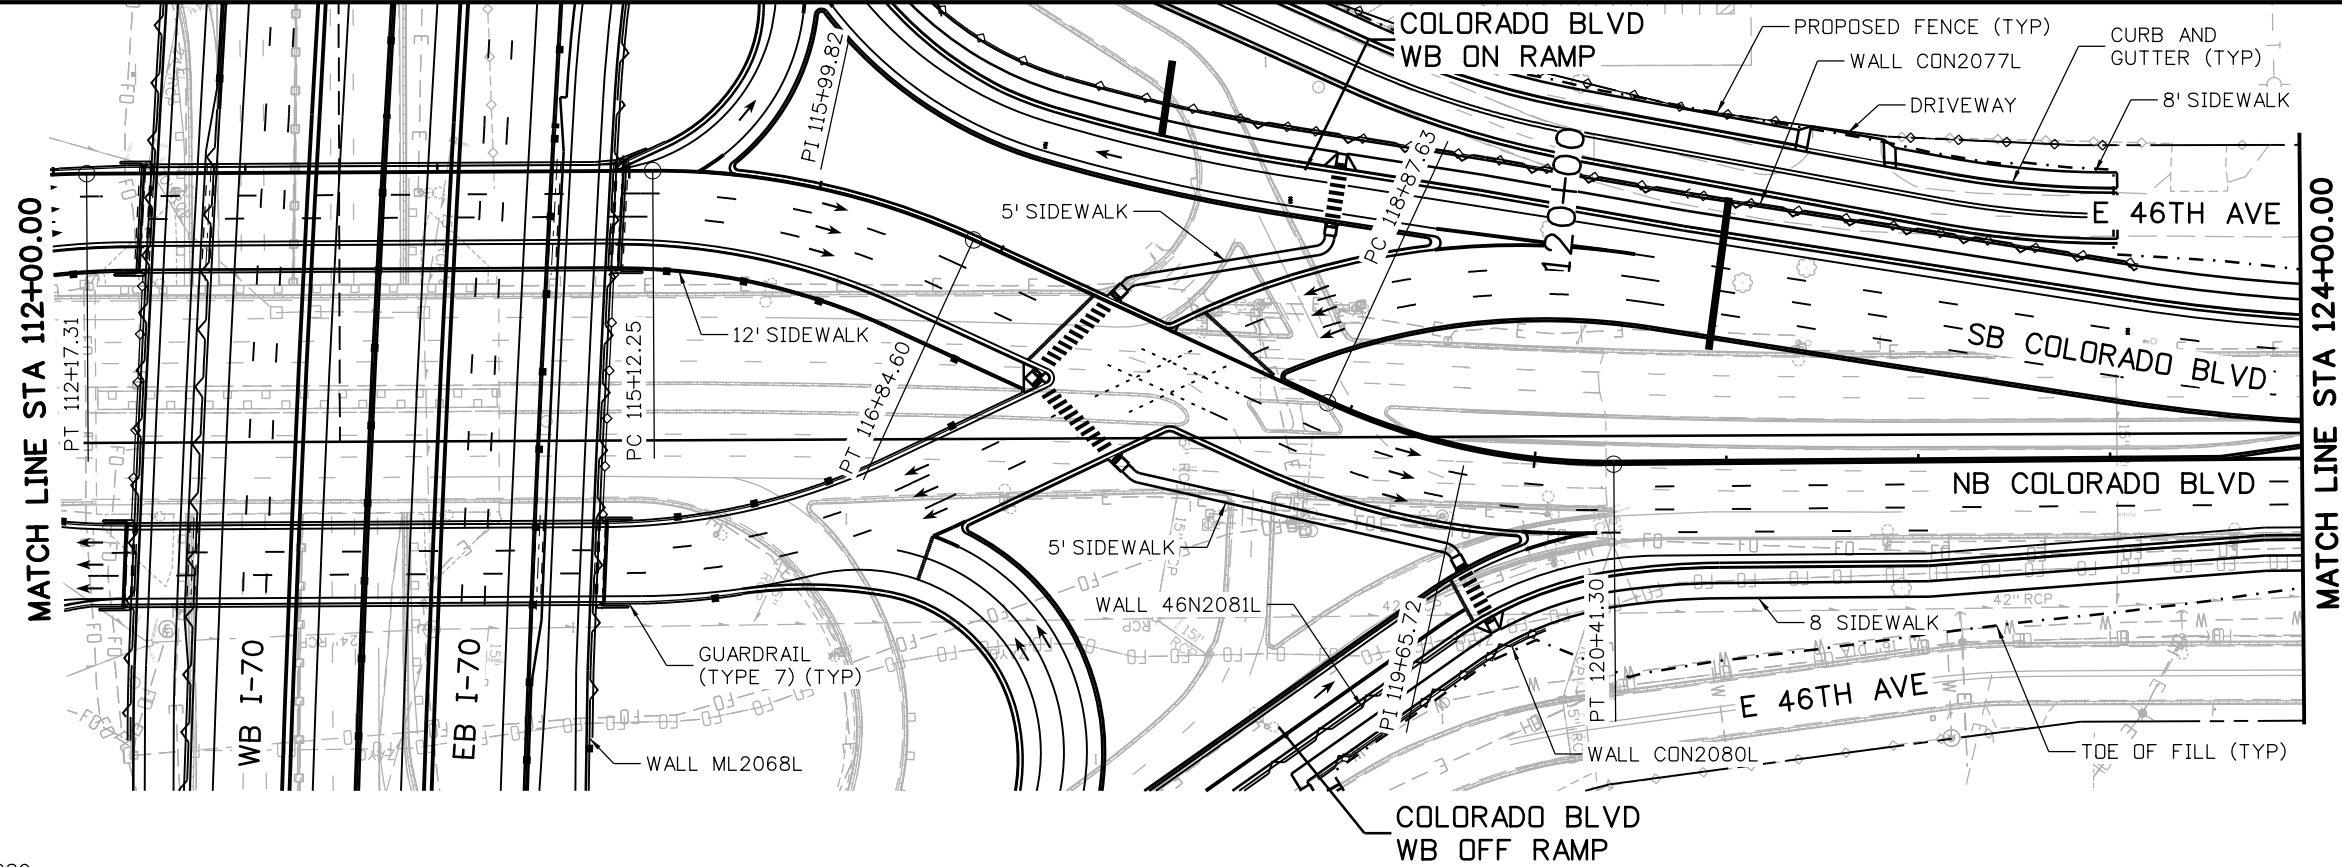 COLORADO BLVD
WB ON RAMP
PROPOSED FENCE (TYP)
CURB AND
GUTTER (TYP)
WALL CON2077L
DRIVEWAY
8' SIDEWALK
PI 115+99.82
PC 118+87.63
120+00
E 46TH AVE
5' SIDEWALK
MATCH LINE STA 112+00.00
MATCH LINE STA 124+00.00
PT 112+17.31
PC 115+12.25
12' SIDEWALK
PT 116+84.60
SB COLORADO BLVD
NB COLORADO BLVD
5' SIDEWALK
WALL 46N2081L
PI 119+65.72
PT 120+41.30
42" RCP
8 SIDEWALK
GUARDRAIL
(TYPE 7) (TYP)
WB I-70
EB I-70
E 46TH AVE
WALL ML2068L
WALL CON2080L
TOE OF FILL (TYP)
COLORADO BLVD
WB OFF RAMP